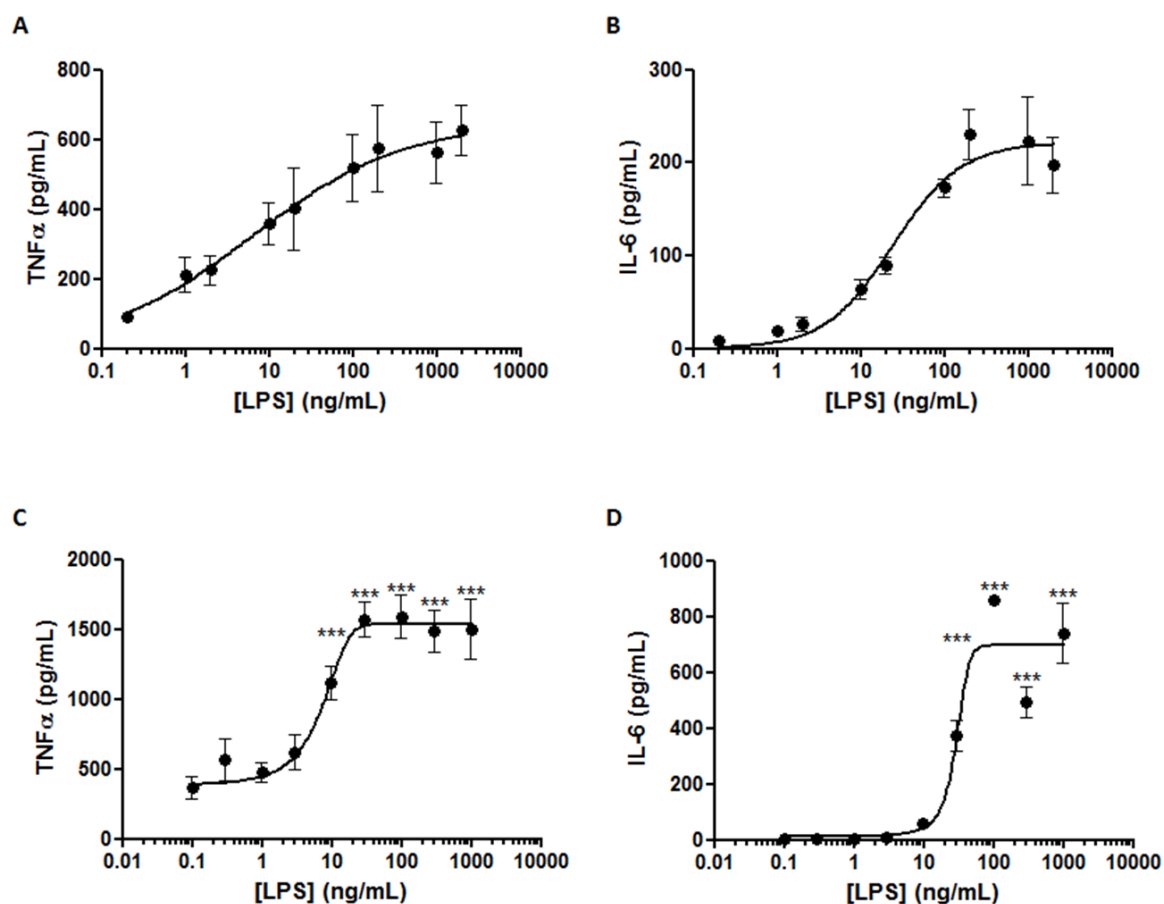 A
TNFα (pg/mL)
800
600
400
200
0
0.1 1 10 100 1000 10000
[LPS] (ng/mL)
B
IL-6 (pg/mL)
300
200
100
0
0.1 1 10 100 1000 10000
[LPS] (ng/mL)
C
TNFα (pg/mL)
2000
1500
1000
500
0
*** *** *** *** ***
0.01 0.1 1 10 100 1000 10000
[LPS] (ng/mL)
D
IL-6 (pg/mL)
1000
800
600
400
200
0
*** *** *** ***
0.01 0.1 1 10 100 1000 10000
[LPS] (ng/mL)